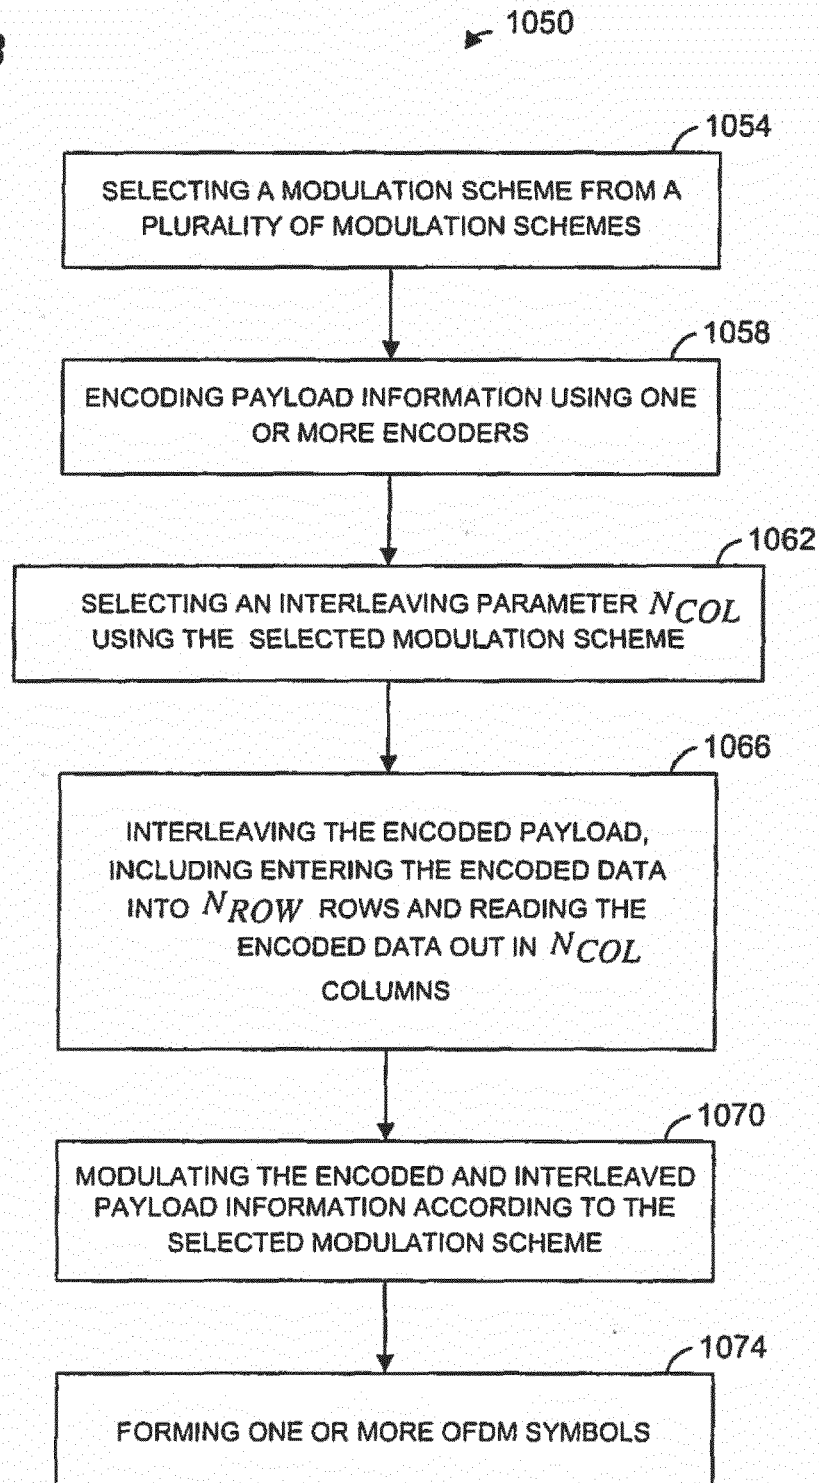 1050
1054
SELECTING A MODULATION SCHEME FROM A
PLURALITY OF MODULATION SCHEMES
1058
ENCODING PAYLOAD INFORMATION USING ONE
OR MORE ENCODERS
1062
SELECTING AN INTERLEAVING PARAMETER NCOL
USING THE SELECTED MODULATION SCHEME
1066
INTERLEAVING THE ENCODED PAYLOAD,
INCLUDING ENTERING THE ENCODED DATA
INTO NROW ROWS AND READING THE
ENCODED DATA OUT IN NCOL
COLUMNS
1070
MODULATING THE ENCODED AND INTERLEAVED
PAYLOAD INFORMATION ACCORDING TO THE
SELECTED MODULATION SCHEME
1074
FORMING ONE OR MORE OFDM SYMBOLS